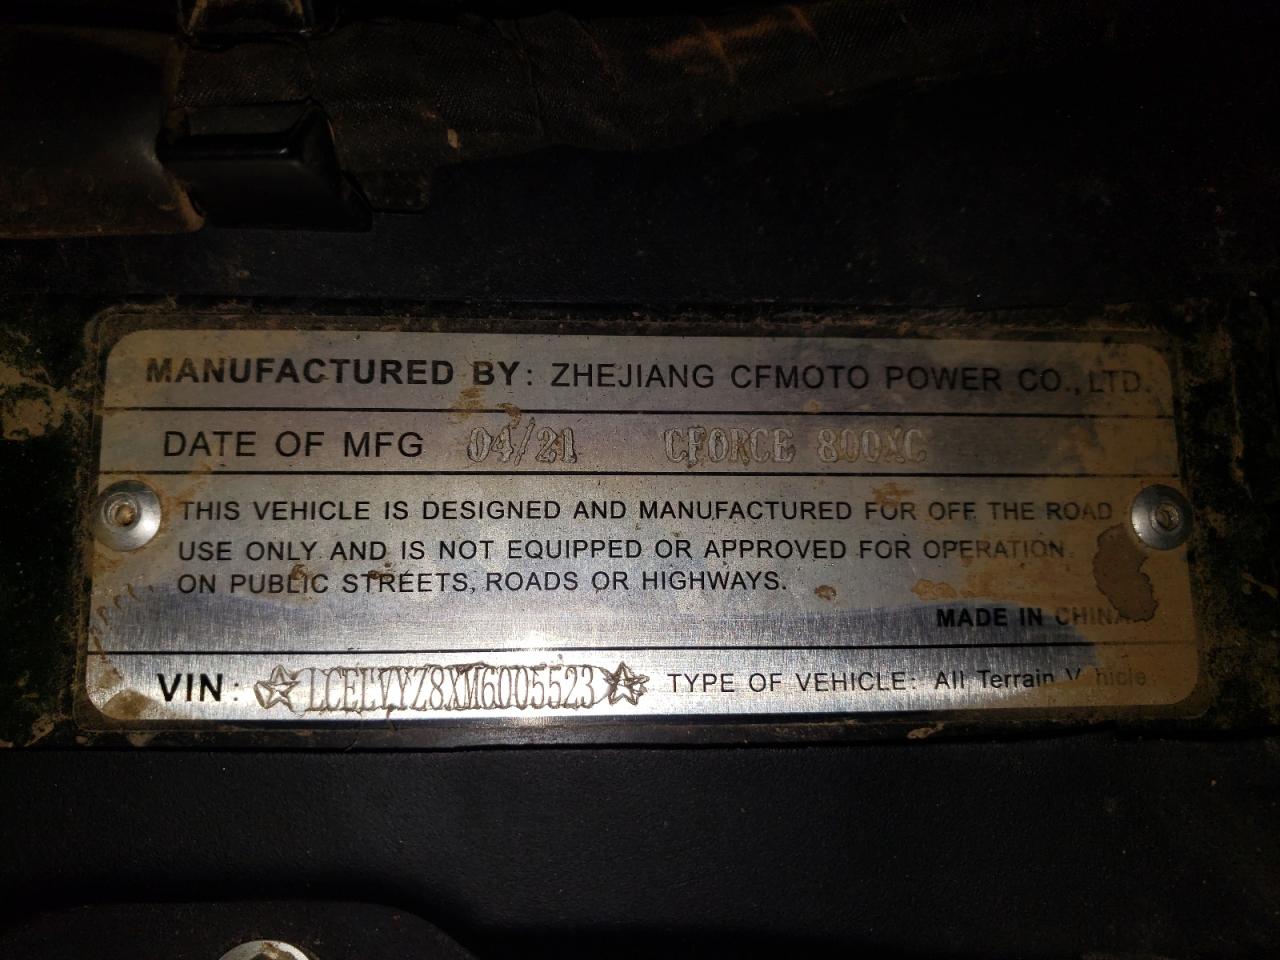 MANUFACTURED BY: ZHEJIANG CFMOTO POWER CO., LTD.
DATE OF MFG 04/21 CFORCE 800XC
THIS VEHICLE IS DESIGNED AND MANUFACTURED FOR OFF THE ROAD
USE ONLY AND IS NOT EQUIPPED OR APPROVED FOR OPERATION
ON PUBLIC STREETS, ROADS OR HIGHWAYS.
MADE IN CHINA
VIN: ☆LCELVYZ8XM6005523☆ TYPE OF VEHICLE: All Terrain Vehicle